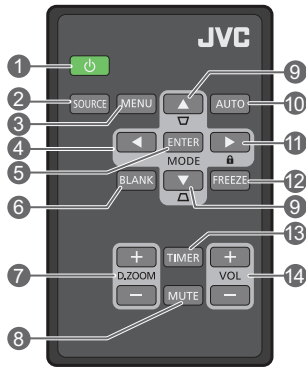 JVC
1
2
SOURCE
MENU
AUTO
9
10
3
4
ENTER
11
MODE
5
BLANK
FREEZE
6
12
9
13
+
TIMER
+
7
D.ZOOM
VOL
14
−
MUTE
−
8